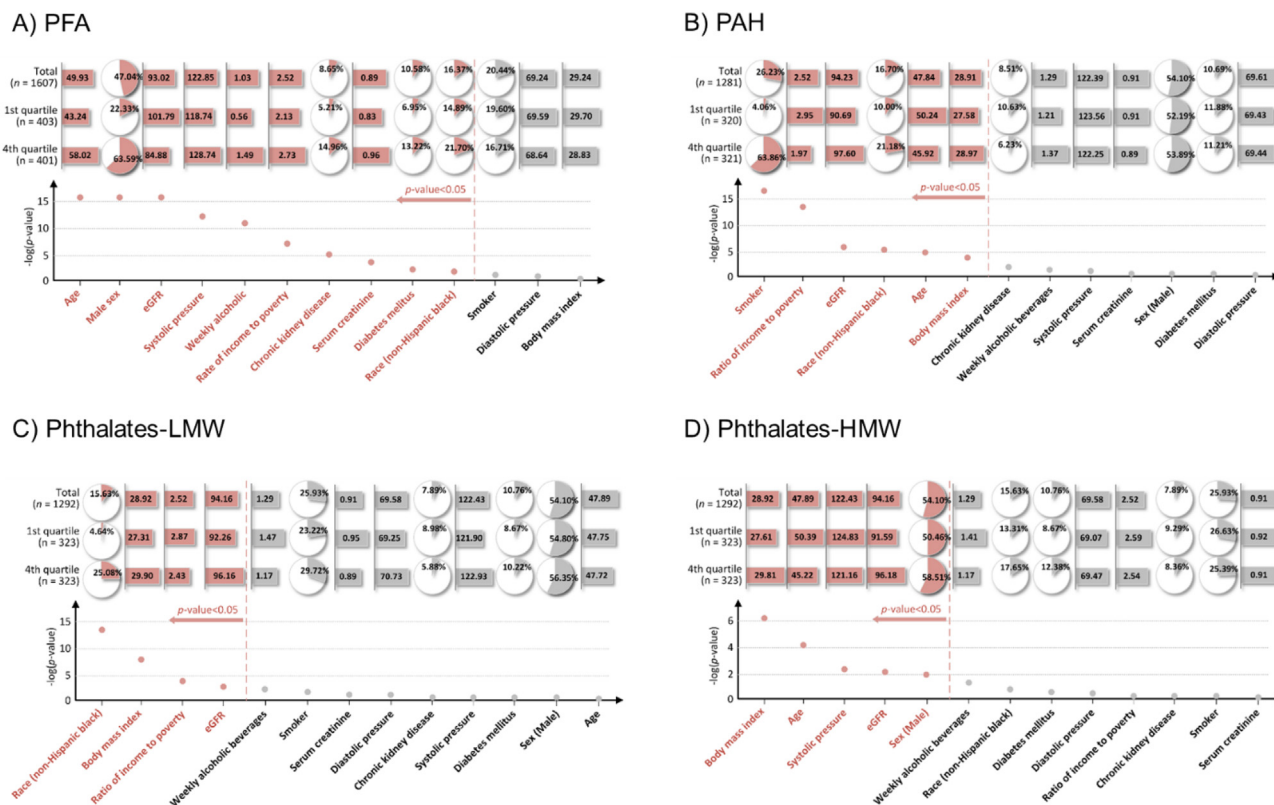 A) PFA
Total 49.93 47.04% 93.02 122.85 1.03 2.52 8.65% 0.89 10.58% 16.37% 20.44% 69.24 29.24
(n = 1607)
1st quartile 43.24 22.33% 101.79 118.74 0.56 2.13 5.21% 0.83 6.95% 14.89% 19.60% 69.59 29.70
(n = 403)
4th quartile 58.02 63.59% 84.88 128.74 1.49 2.73 14.96% 0.96 13.22% 21.70% 16.71% 68.64 28.83
(n = 401)
p-value<0.05
-log(p-value)
15
10
5
0
Age
Male sex
eGFR
Systolic pressure
Weekly alcoholic
Rate of income to poverty
Chronic kidney disease
Serum creatinine
Diabetes mellitus
Race (non-Hispanic black)
Smoker
Diastolic pressure
Body mass index
B) PAH
Total 26.23% 2.52 94.23 16.70% 47.84 28.91 8.51% 1.29 122.39 0.91 54.10% 10.69% 69.61
(n = 1281)
1st quartile 4.06% 2.95 90.69 10.00% 50.24 27.58 10.63% 1.21 123.56 0.91 52.19% 11.88% 69.43
(n = 320)
4th quartile 63.86% 1.97 97.60 21.18% 45.92 28.97 6.23% 1.37 122.25 0.89 53.89% 11.21% 69.44
(n = 321)
p-value<0.05
-log(p-value)
15
10
5
0
Smoker
Ratio of income to poverty
eGFR
Race (non-Hispanic black)
Age
Body mass index
Chronic kidney disease
Weekly alcoholic beverages
Systolic pressure
Serum creatinine
Sex (Male)
Diabetes mellitus
Diastolic pressure
C) Phthalates-LMW
Total 15.63% 28.92 2.52 94.16 1.29 25.93% 0.91 69.58 7.89% 122.43 10.76% 54.10% 47.89
(n = 1292)
1st quartile 4.64% 27.31 2.87 92.26 1.47 23.22% 0.95 69.25 8.98% 121.90 8.67% 54.80% 47.75
(n = 323)
4th quartile 25.08% 29.90 2.43 96.16 1.17 29.72% 0.89 70.73 5.88% 122.93 10.22% 56.35% 47.72
(n = 323)
p-value<0.05
-log(p-value)
15
10
5
0
Race (non-Hispanic black)
Body mass index
Ratio of income to poverty
eGFR
Weekly alcoholic beverages
Smoker
Serum creatinine
Diastolic pressure
Chronic kidney disease
Systolic pressure
Diabetes mellitus
Sex (Male)
Age
D) Phthalates-HMW
Total 28.92 47.89 122.43 94.16 54.10% 1.29 15.63% 10.76% 69.58 2.52 7.89% 25.93% 0.91
(n = 1292)
1st quartile 27.61 50.39 124.83 91.59 50.46% 1.41 13.31% 8.67% 69.07 2.59 9.29% 26.63% 0.92
(n = 323)
4th quartile 29.81 45.22 121.16 96.18 58.51% 1.17 17.65% 12.38% 69.47 2.54 8.36% 25.39% 0.91
(n = 323)
p-value<0.05
-log(p-value)
6
4
2
0
Body mass index
Age
Systolic pressure
eGFR
Sex (Male)
Weekly alcoholic beverages
Race (non-Hispanic black)
Diabetes mellitus
Diastolic pressure
Ratio of income to poverty
Chronic kidney disease
Smoker
Serum creatinine